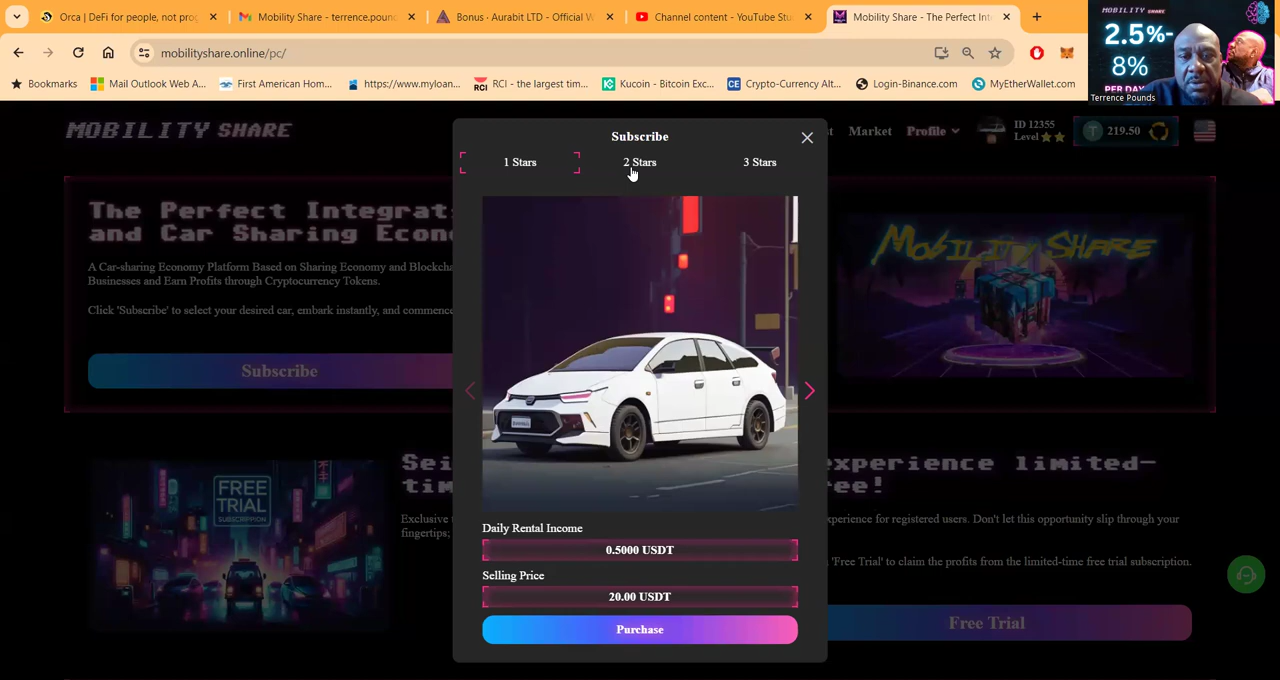 Orca | DeFi for people, not prog
Mobility Share - terrence.pound
Bonus · Aurabit LTD - Official W
Channel content - YouTube Stu
Mobility Share - The Perfect Int
mobilityshare.online/pc/
Bookmarks
Mail Outlook Web A...
First American Hom...
https://www.myloan...
RCI - the largest tim...
Kucoin - Bitcoin Exc...
Crypto-Currency Alt...
Login-Binance.com
MyEtherWallet.com
MOBILITY SHARE
2.5%-
8%
PER DAY
Terrence Pounds
MOBILITY SHARE
Market
Profile
ID 12355
Level
219.50
Subscribe
1 Stars
2 Stars
3 Stars
The Perfect Integrat
and Car Sharing Econ
A Car-sharing Economy Platform Based on Sharing Economy and Blockcha
Businesses and Earn Profits through Cryptocurrency Tokens.
Click 'Subscribe' to select your desired car, embark instantly, and commence
Subscribe
MOBILITY SHARE
Daily Rental Income
0.5000 USDT
Selling Price
20.00 USDT
Purchase
FREE
TRIAL
SUBSCRIPTION
Sei
xperience limited-
tim
ree!
Exclusive
xperience for registered users. Don't let this opportunity slip through your
fingertips;
'Free Trial' to claim the profits from the limited-time free trial subscription.
Free Trial